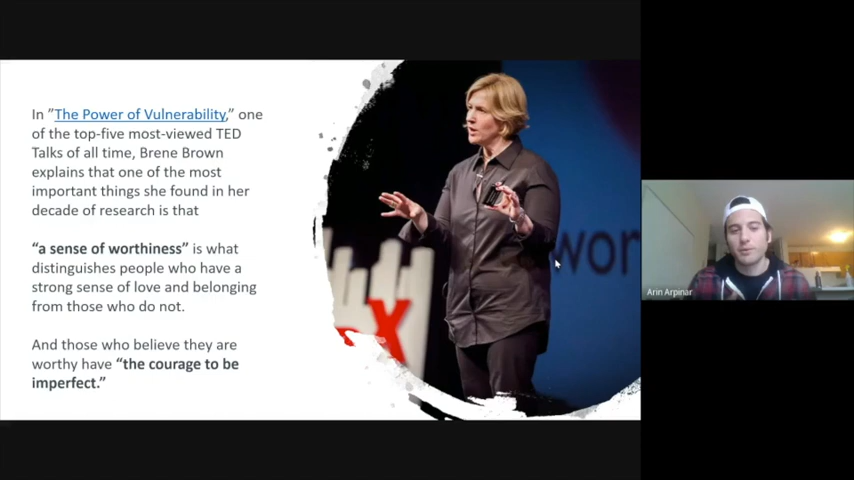 In ”The Power of Vulnerability,” one
of the top-five most-viewed TED
Talks of all time, Brene Brown
explains that one of the most
important things she found in her
decade of research is that
“a sense of worthiness” is what
distinguishes people who have a
strong sense of love and belonging
from those who do not.
And those who believe they are
worthy have “the courage to be
imperfect.”
wor
X
Arin Arpinar